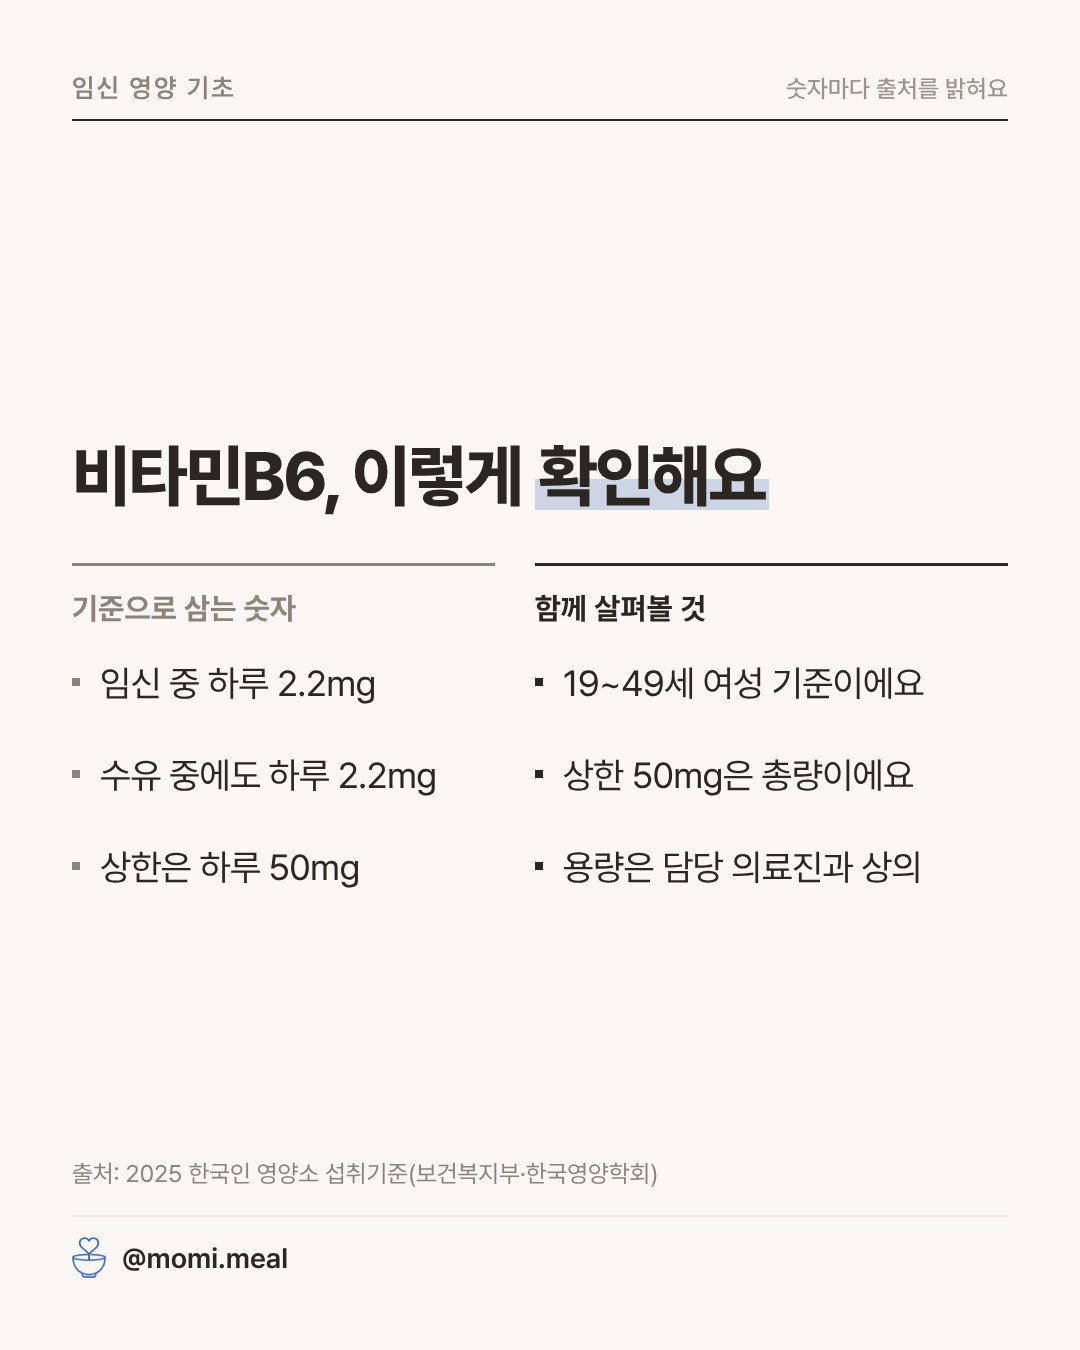 임신 영양 기초
숫자마다 출처를 밝혀요
비타민B6, 이렇게 확인해요
기준으로 삼는 숫자
임신 중 하루 2.2mg
수유 중에도 하루 2.2mg
상한은 하루 50mg
함께 살펴볼 것
19~49세 여성 기준이에요
상한 50mg은 총량이에요
용량은 담당 의료진과 상의
출처: 2025 한국인 영양소 섭취기준(보건복지부·한국영양학회)
@momi.meal